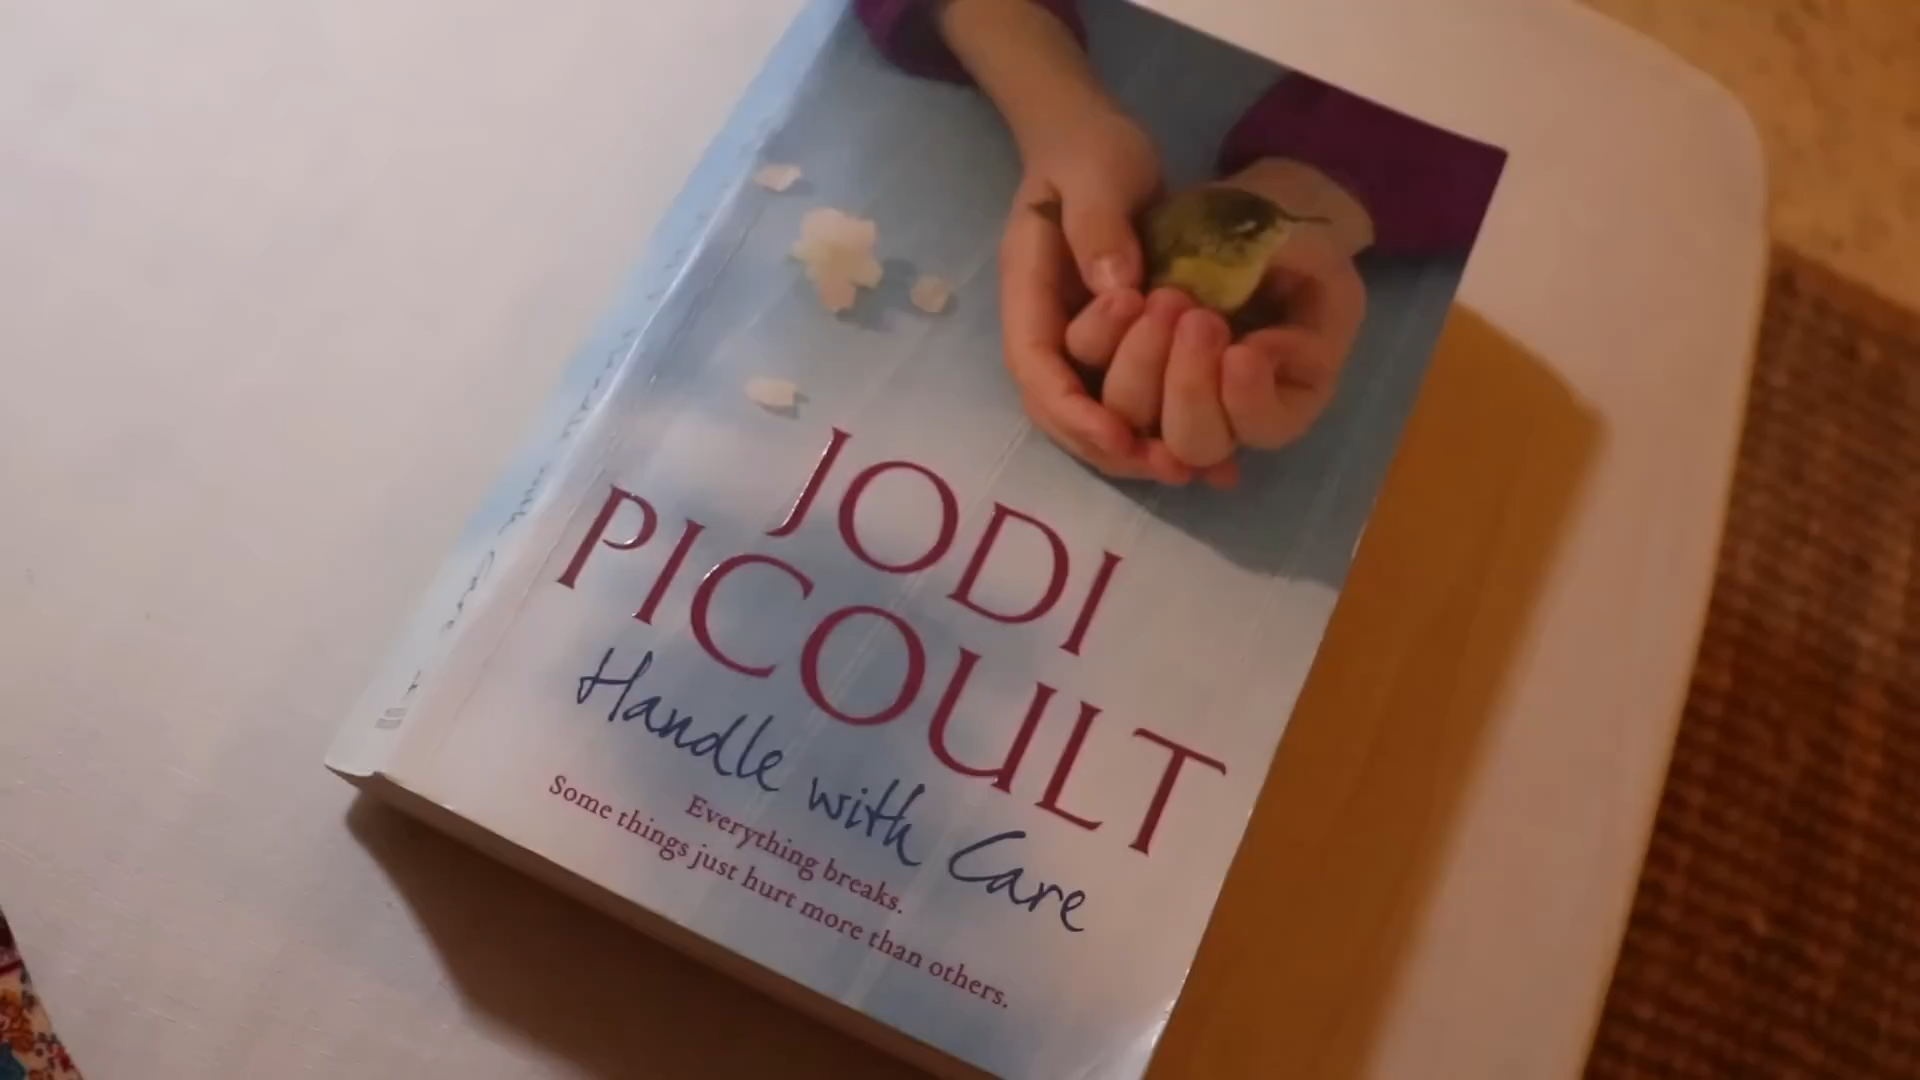 JODI
PICOULT
Handle with Care
Everything breaks.
Some things just hurt more than others.